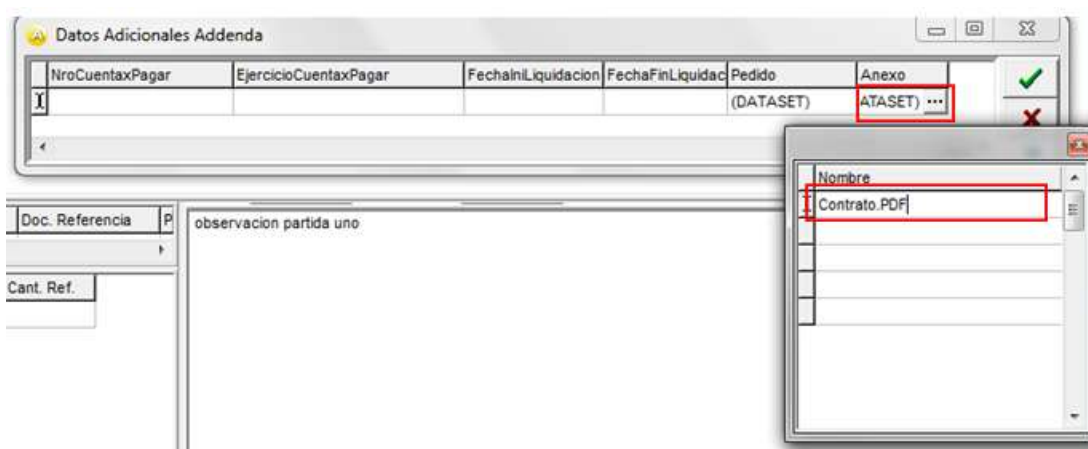 Datos Adicionales Addenda
NroCuentaxPagar EjercicioCuentaxPagar FechaIniLiquidacion FechaFinLiquidac Pedido Anexo
(DATASET) ATASET) ...
Nombre
Contrato.PDF
Doc. Referencia P
observacion partida uno
Cant. Ref.